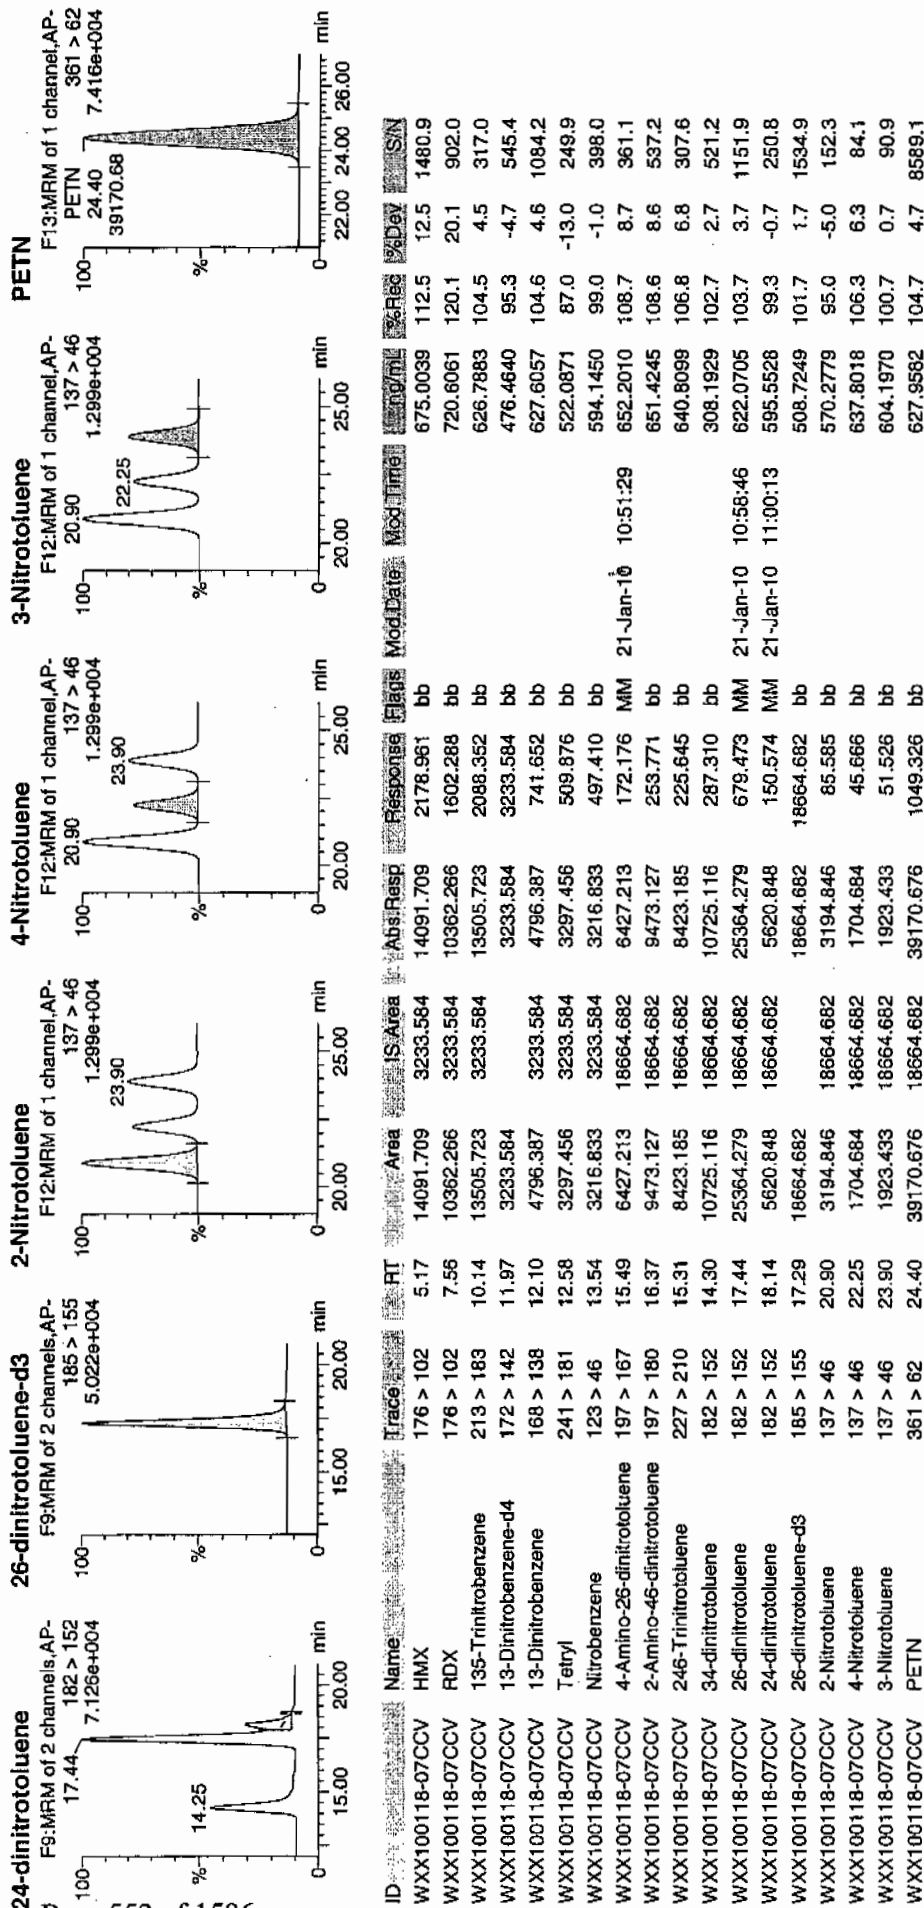 24-dinitrotoluene
F9:MRM of 2 channels,AP-
182 > 152
7.126e+004
17.44
14.25
100
%
0
15.00
20.00
min
26-dinitrotoluene-d3
F9:MRM of 2 channels,AP-
185 > 155
5.022e+004
100
%
0
15.00
20.00
min
2-Nitrotoluene
F12:MRM of 1 channel,AP-
137 > 46
1.299e+004
23.90
100
%
0
20.00
25.00
min
4-Nitrotoluene
F12:MRM of 1 channel,AP-
20.90
137 > 46
1.299e+004
23.90
100
%
0
20.00
25.00
min
3-Nitrotoluene
F12:MRM of 1 channel,AP-
20.90
137 > 46
1.299e+004
22.25
100
%
0
20.00
25.00
min
PETN
F13:MRM of 1 channel,AP-
PETN
24.40
39170.68
361 > 62
7.416e+004
100
%
0
22.00
24.00
26.00
min
ID Name Trace RT Area IS Area Abs.Resp Response Flags Mod.Date Mod.Time ng/mL %Rec %Dev S/N
WXX100118-07CCV HMX 176 > 102 5.17 14091.709 3233.584 14091.709 2178.961 bb 675.0039 112.5 12.5 1480.9
WXX100118-07CCV RDX 176 > 102 7.56 10362.266 3233.584 10362.266 1602.288 bb 720.6061 120.1 20.1 902.0
WXX100118-07CCV 135-Trinitrobenzene 213 > 183 10.14 13505.723 3233.584 13505.723 2088.352 bb 626.7883 104.5 4.5 317.0
WXX100118-07CCV 13-Dinitrobenzene-d4 172 > 142 11.97 3233.584 3233.584 3233.584 bb 476.4640 95.3 -4.7 545.4
WXX100118-07CCV 13-Dinitrobenzene 168 > 138 12.10 4796.387 3233.584 4796.387 741.652 bb 627.6057 104.6 4.6 1084.2
WXX100118-07CCV Tetryl 241 > 181 12.58 3297.456 3233.584 3297.456 509.876 bb 522.0871 87.0 -13.0 249.9
WXX100118-07CCV Nitrobenzene 123 > 46 13.54 3216.833 3233.584 3216.833 497.410 bb 594.1450 99.0 -1.0 398.0
WXX100118-07CCV 4-Amino-26-dinitrotoluene 197 > 167 15.49 6427.213 18664.682 6427.213 172.176 MM 21-Jan-10 10:51:29 652.2010 108.7 8.7 361.1
WXX100118-07CCV 2-Amino-46-dinitrotoluene 197 > 180 16.37 9473.127 18664.682 9473.127 253.771 bb 651.4245 108.6 8.6 537.2
WXX100118-07CCV 246-Trinitrotoluene 227 > 210 15.31 8423.185 18664.682 8423.185 225.645 bb 640.8099 106.8 6.8 307.6
WXX100118-07CCV 34-dinitrotoluene 182 > 152 14.30 10725.116 18664.682 10725.116 287.310 bb 308.1929 102.7 2.7 521.2
WXX100118-07CCV 26-dinitrotoluene 182 > 152 17.44 25364.279 18664.682 25364.279 679.473 MM 21-Jan-10 10:58:46 622.0705 103.7 3.7 1151.9
WXX100118-07CCV 24-dinitrotoluene 182 > 152 18.14 5620.848 18664.682 5620.848 150.574 MM 21-Jan-10 11:00:13 595.5528 99.3 -0.7 250.8
WXX100118-07CCV 26-dinitrotoluene-d3 185 > 155 17.29 18664.682 18664.682 18664.682 bb 508.7249 101.7 1.7 1534.9
WXX100118-07CCV 2-Nitrotoluene 137 > 46 20.90 3194.846 18664.682 3194.846 85.585 bb 570.2779 95.0 -5.0 152.3
WXX100118-07CCV 4-Nitrotoluene 137 > 46 22.25 1704.684 18664.682 1704.684 45.666 bb 637.8018 106.3 6.3 84.1
WXX100118-07CCV 3-Nitrotoluene 137 > 46 23.90 1923.433 18664.682 1923.433 51.526 bb 604.1970 100.7 0.7 90.9
WXX100118-07CCV PETN 361 > 62 24.40 39170.676 18664.682 39170.676 1049.326 bb 627.9582 104.7 4.7 8589.1